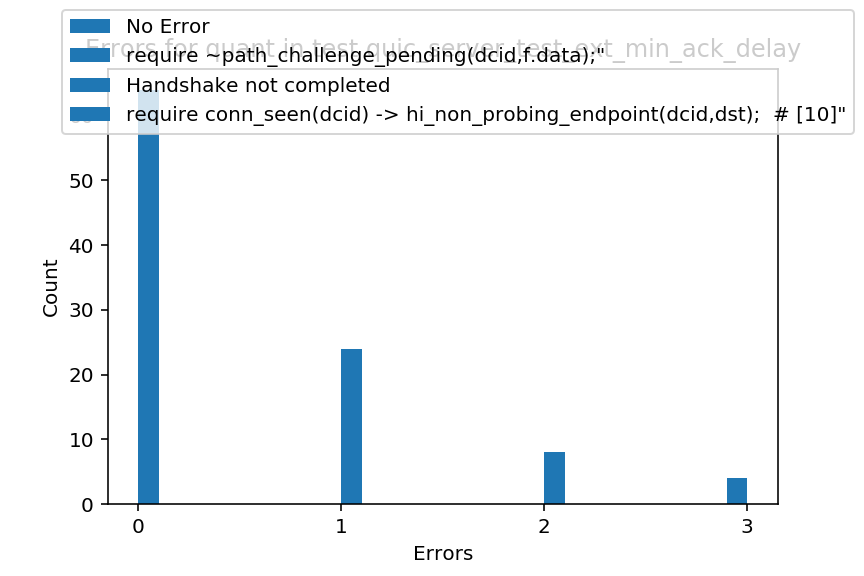 No Error
Errors for quant in test quic_server_test_ext_min_ack_delay
require ~path_challenge_pending(dcid,f.data);"
Handshake not completed
require conn_seen(dcid) -> hi_non_probing_endpoint(dcid,dst);  # [10]"
50
40
30
20
10
0
Count
0 1 2 3
Errors